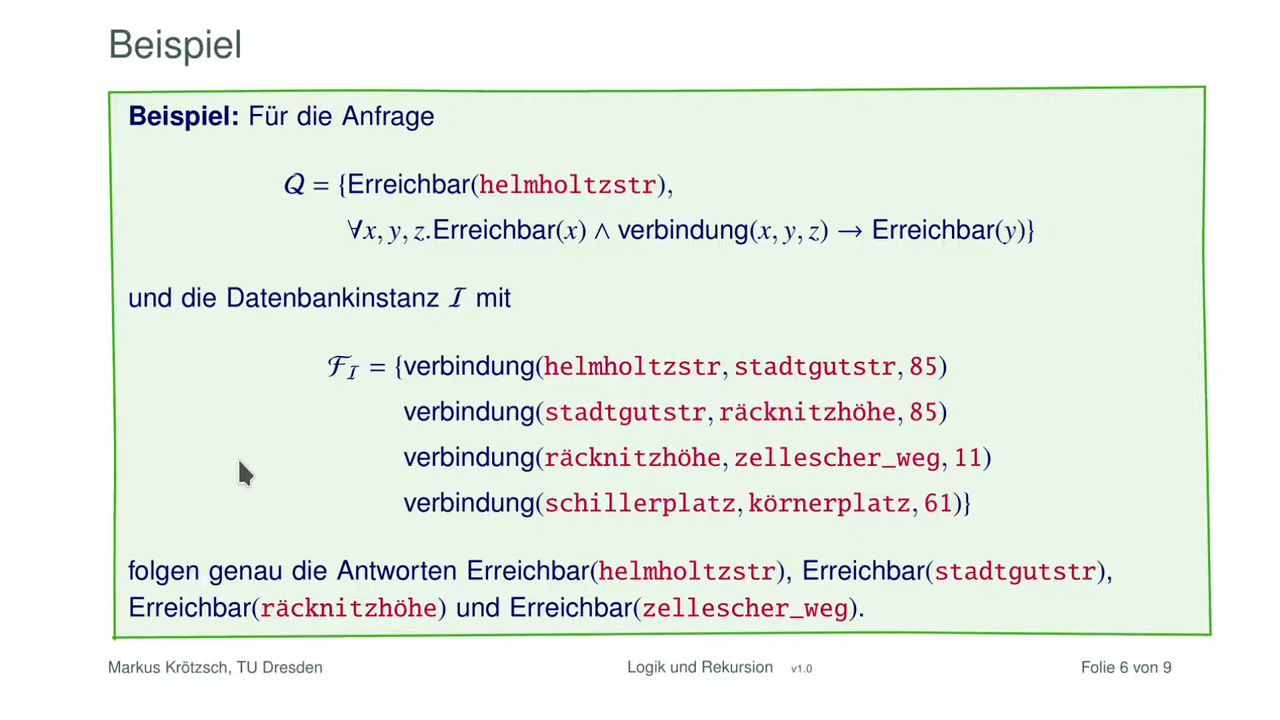 Beispiel
Beispiel: Für die Anfrage
𝒬 = {Erreichbar(helmholtzstr),
∀x, y, z.Erreichbar(x) ∧ verbindung(x, y, z) → Erreichbar(y)}
und die Datenbankinstanz ℐ mit
ℱ_ℐ = {verbindung(helmholtzstr, stadtgutstr, 85)
verbindung(stadtgutstr, räcknitzhöhe, 85)
verbindung(räcknitzhöhe, zellescher_weg, 11)
verbindung(schillerplatz, körnerplatz, 61)}
folgen genau die Antworten Erreichbar(helmholtzstr), Erreichbar(stadtgutstr),
Erreichbar(räcknitzhöhe) und Erreichbar(zellescher_weg).
Markus Krötzsch, TU Dresden Logik und Rekursion v1.0 Folie 6 von 9